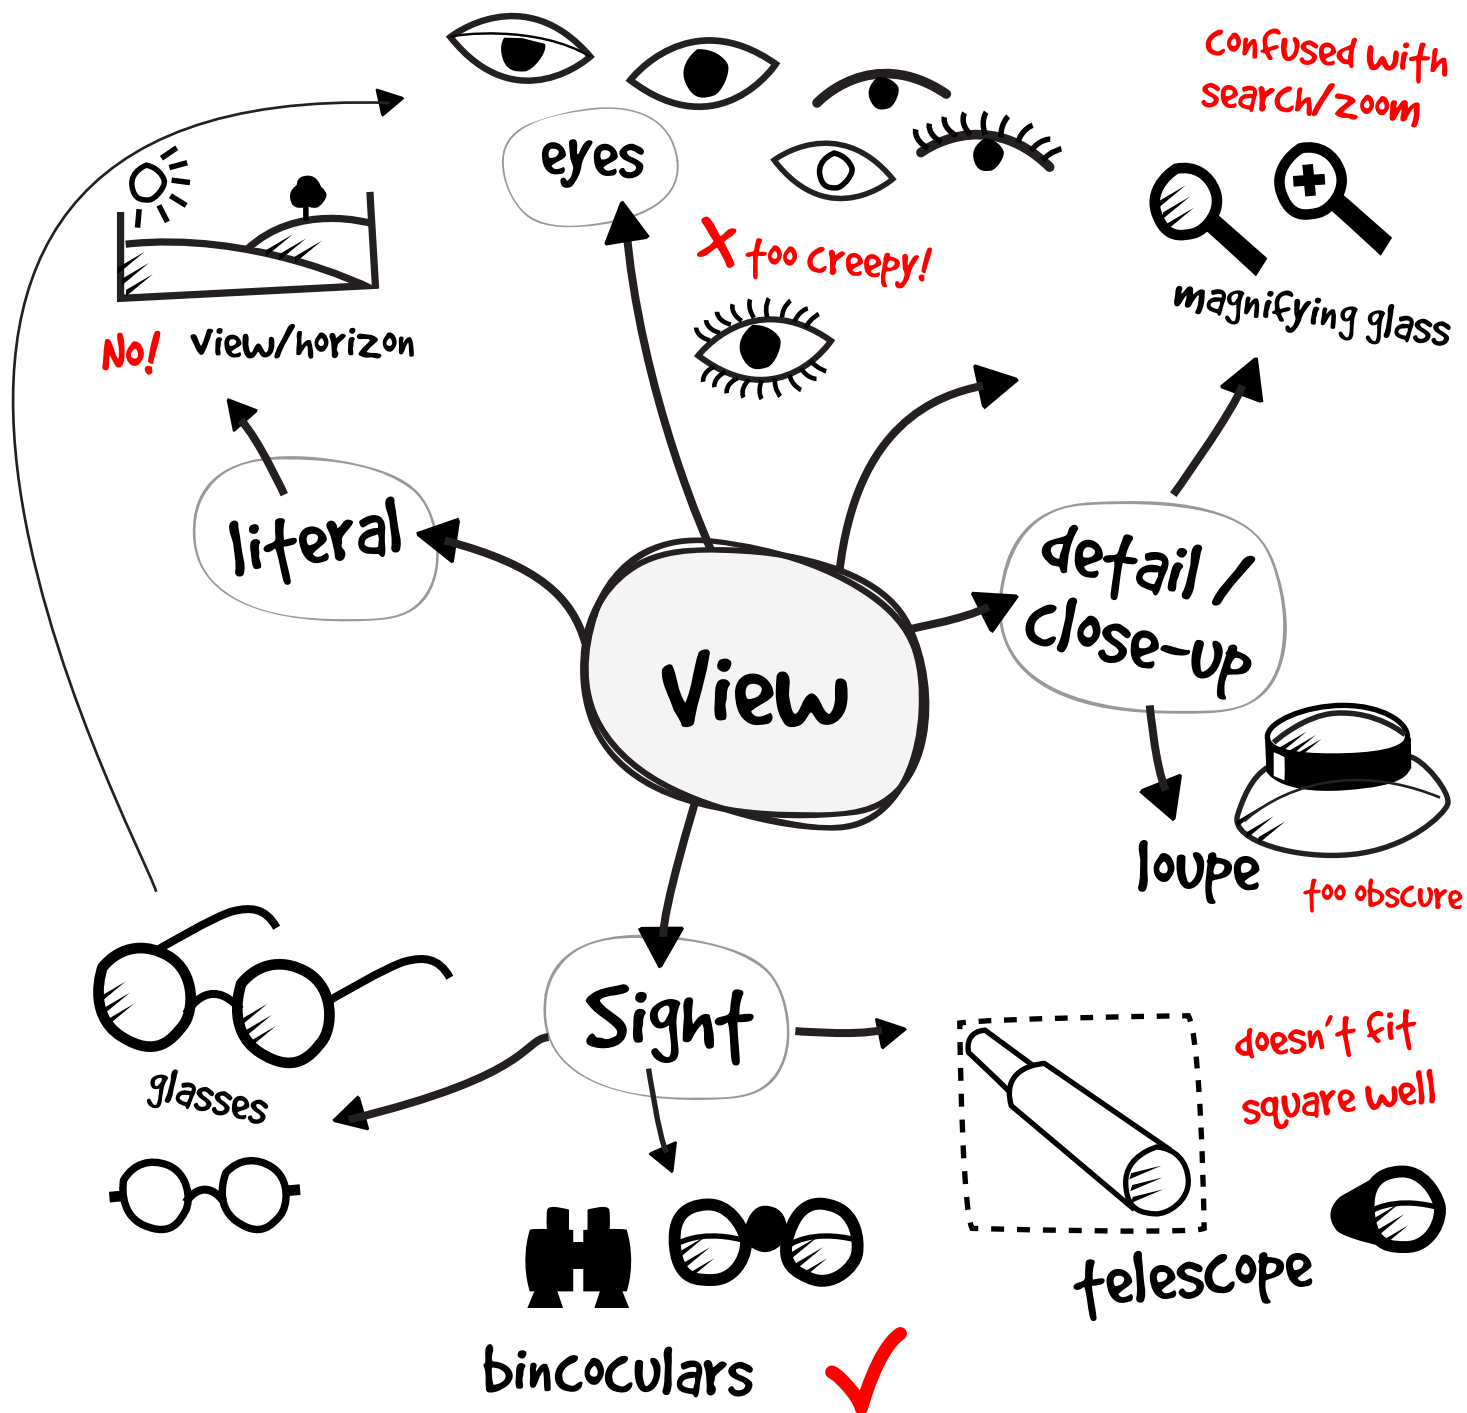 confused with
search/zoom
eyes
X too creepy!
magnifying glass
No! view/horizon
literal
detail /
close-up
View
loupe
too obscure
Sight
doesn't fit
square well
glasses
telescope
bincoculars